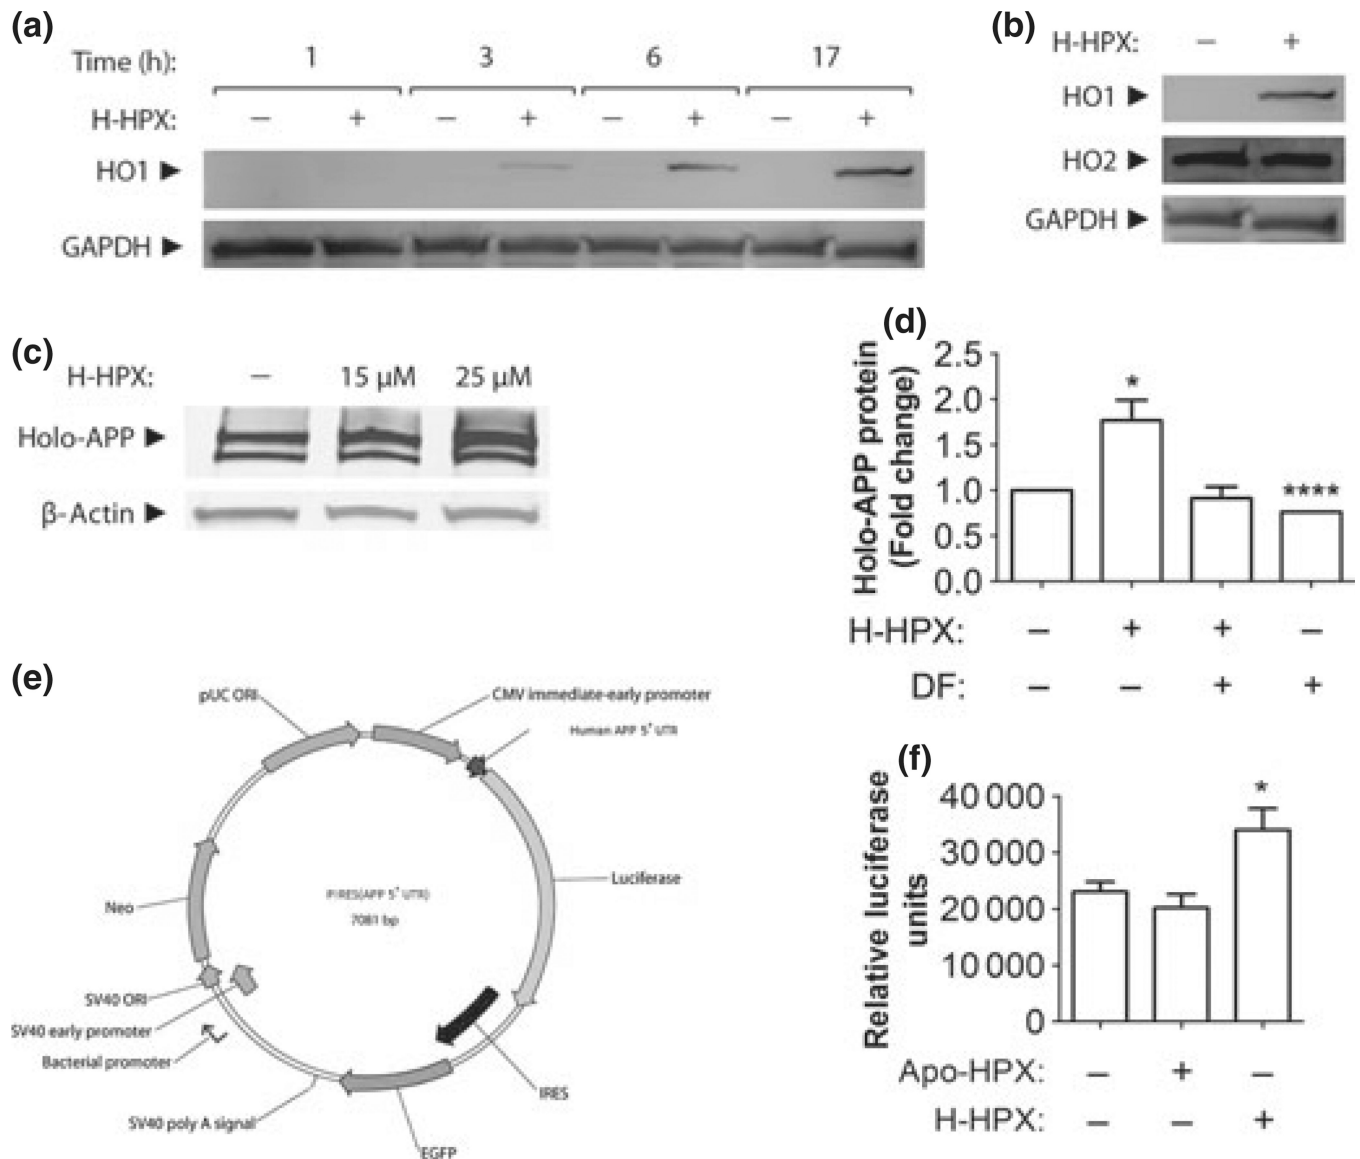 (a)
Time (h): 1 3 6 17
H-HPX: – + – + – + – +
HO1
GAPDH
(b)
H-HPX: – +
HO1
HO2
GAPDH
(c)
H-HPX: – 15 µM 25 µM
Holo-APP
β-Actin
(d)
Holo-APP protein
(Fold change)
2.5
2.0
1.5
1.0
0.5
0.0
*
****
H-HPX: – + + –
DF: – – + +
(e)
pUC ORI
CMV immediate-early promoter
Human APP 5' UTR
Luciferase
PIRES(APP 5' UTR)
7081 bp
Neo
SV40 ORI
SV40 early promoter
Bacterial promoter
SV40 poly A signal
IRES
EGFP
(f)
Relative luciferase
units
40 000
30 000
20 000
10 000
0
*
Apo-HPX: – + –
H-HPX: – – +